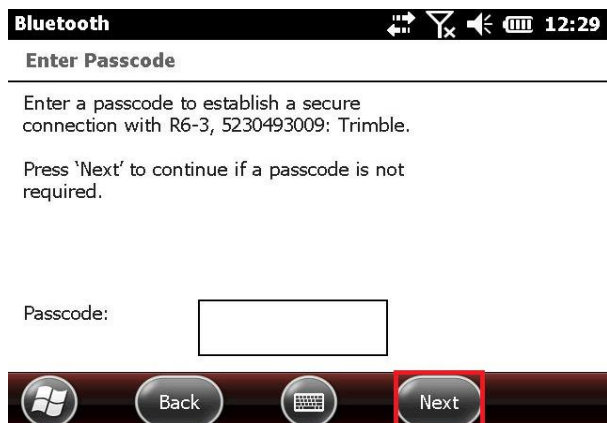 Bluetooth 12:29
Enter Passcode
Enter a passcode to establish a secure
connection with R6-3, 5230493009: Trimble.
Press ‘Next’ to continue if a passcode is not
required.
Passcode:
Back Next